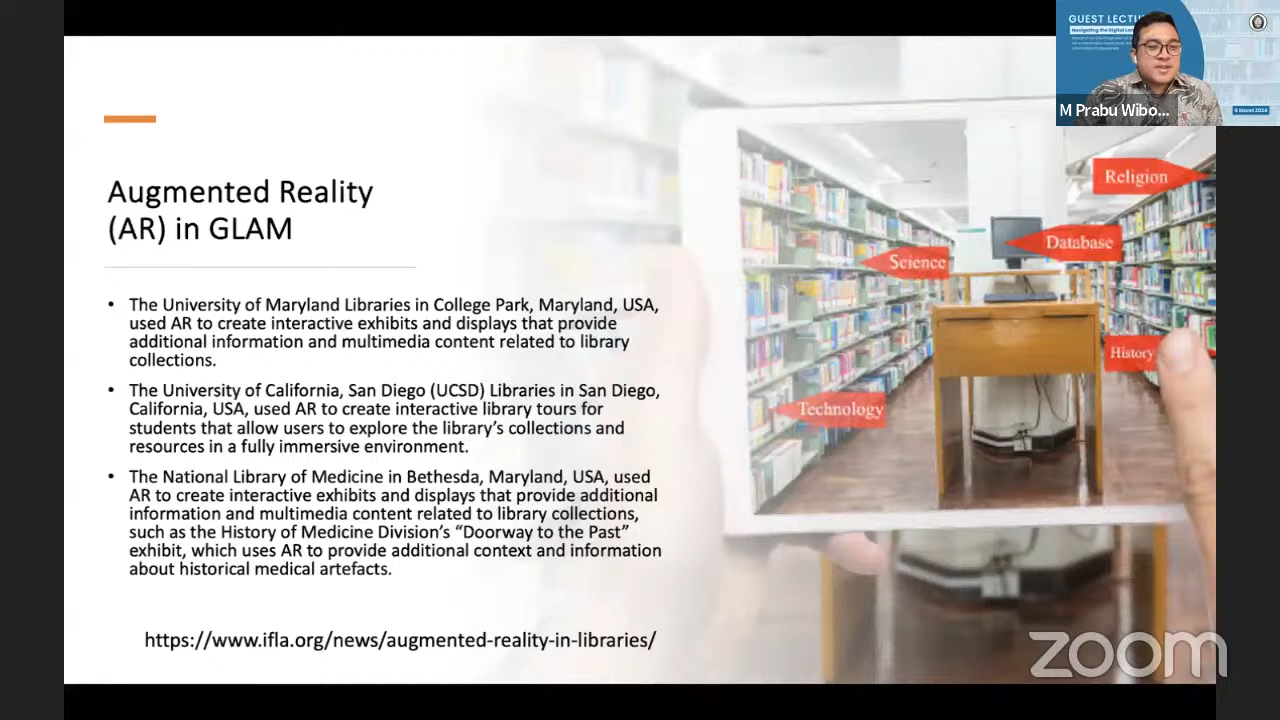 GUEST LECTU
Navigating the Digital Lan
M Prabu Wibo...
8 Maret 2024
Augmented Reality
(AR) in GLAM
• The University of Maryland Libraries in College Park, Maryland, USA,
used AR to create interactive exhibits and displays that provide
additional information and multimedia content related to library
collections.
• The University of California, San Diego (UCSD) Libraries in San Diego,
California, USA, used AR to create interactive library tours for
students that allow users to explore the library's collections and
resources in a fully immersive environment.
• The National Library of Medicine in Bethesda, Maryland, USA, used
AR to create interactive exhibits and displays that provide additional
information and multimedia content related to library collections,
such as the History of Medicine Division's “Doorway to the Past”
exhibit, which uses AR to provide additional context and information
about historical medical artefacts.
https://www.ifla.org/news/augmented-reality-in-libraries/
Religion
Database
Science
History
Technology
zoom